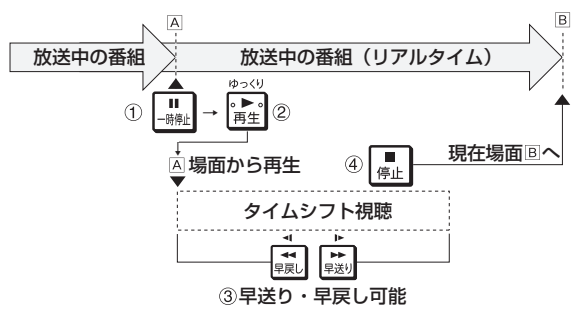 A
B
放送中の番組
放送中の番組（リアルタイム）
ゆっくり
① 一時停止 → 再生 ②
A 場面から再生
④ 停止
現在場面 B へ
タイムシフト視聴
早戻し 早送り
③早送り・早戻し可能